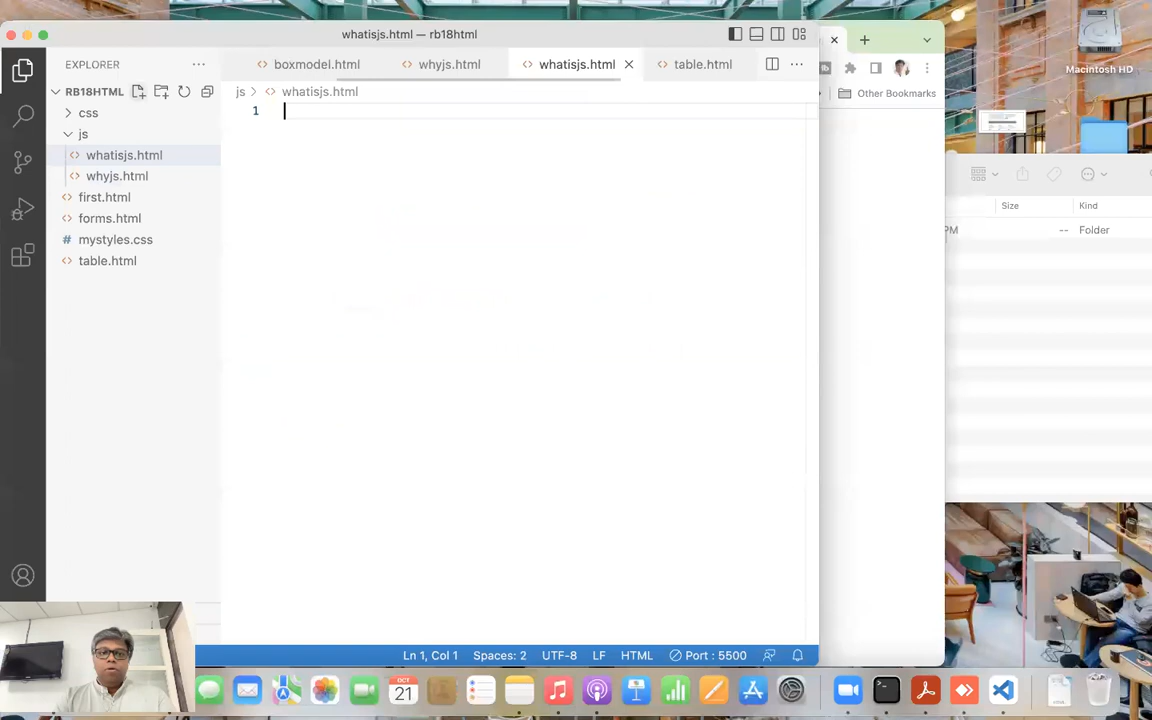 whatisjs.html — rb18html
EXPLORER
boxmodel.html
whyjs.html
whatisjs.html
table.html
RB18HTML
js > whatisjs.html
css
1
js
whatisjs.html
whyjs.html
first.html
forms.html
# mystyles.css
table.html
Ln 1, Col 1
Spaces: 2
UTF-8
LF
HTML
Port : 5500
Other Bookmarks
Macintosh HD
Size
Kind
PM
--
Folder
OCT
21